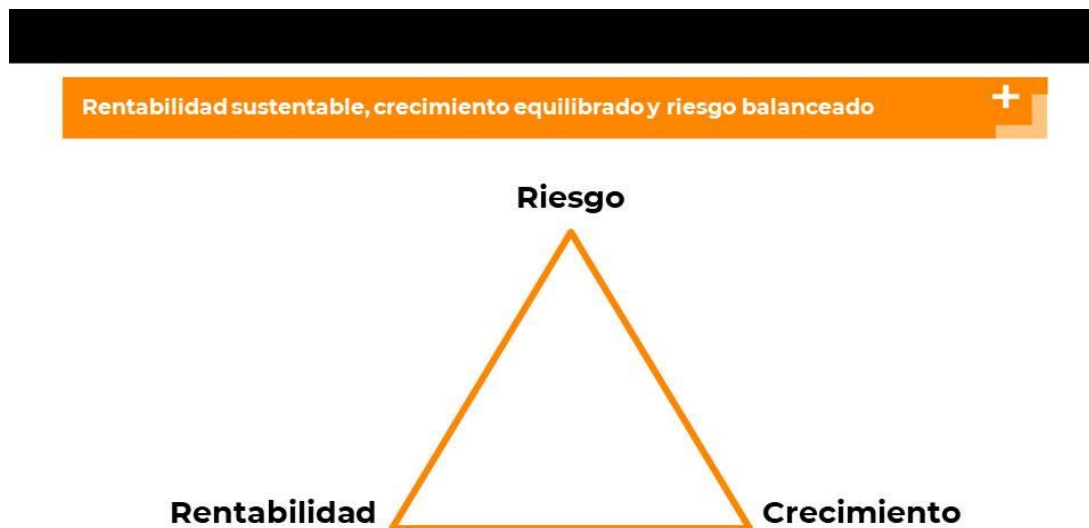 Rentabilidad sustentable, crecimiento equilibrado y riesgo balanceado
+
Riesgo
Rentabilidad
Crecimiento